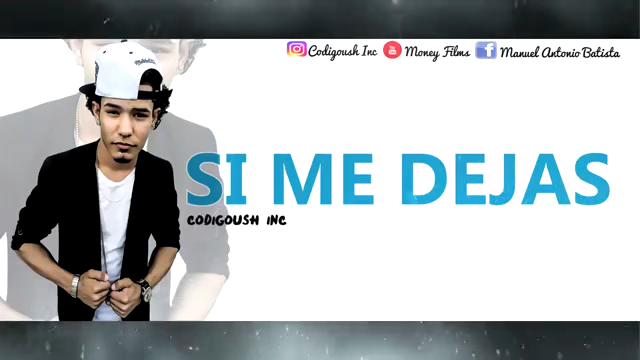 Codigoush Inc Money Films Manuel Antonio Batista
SI ME DEJAS
CODIGOUSH INC